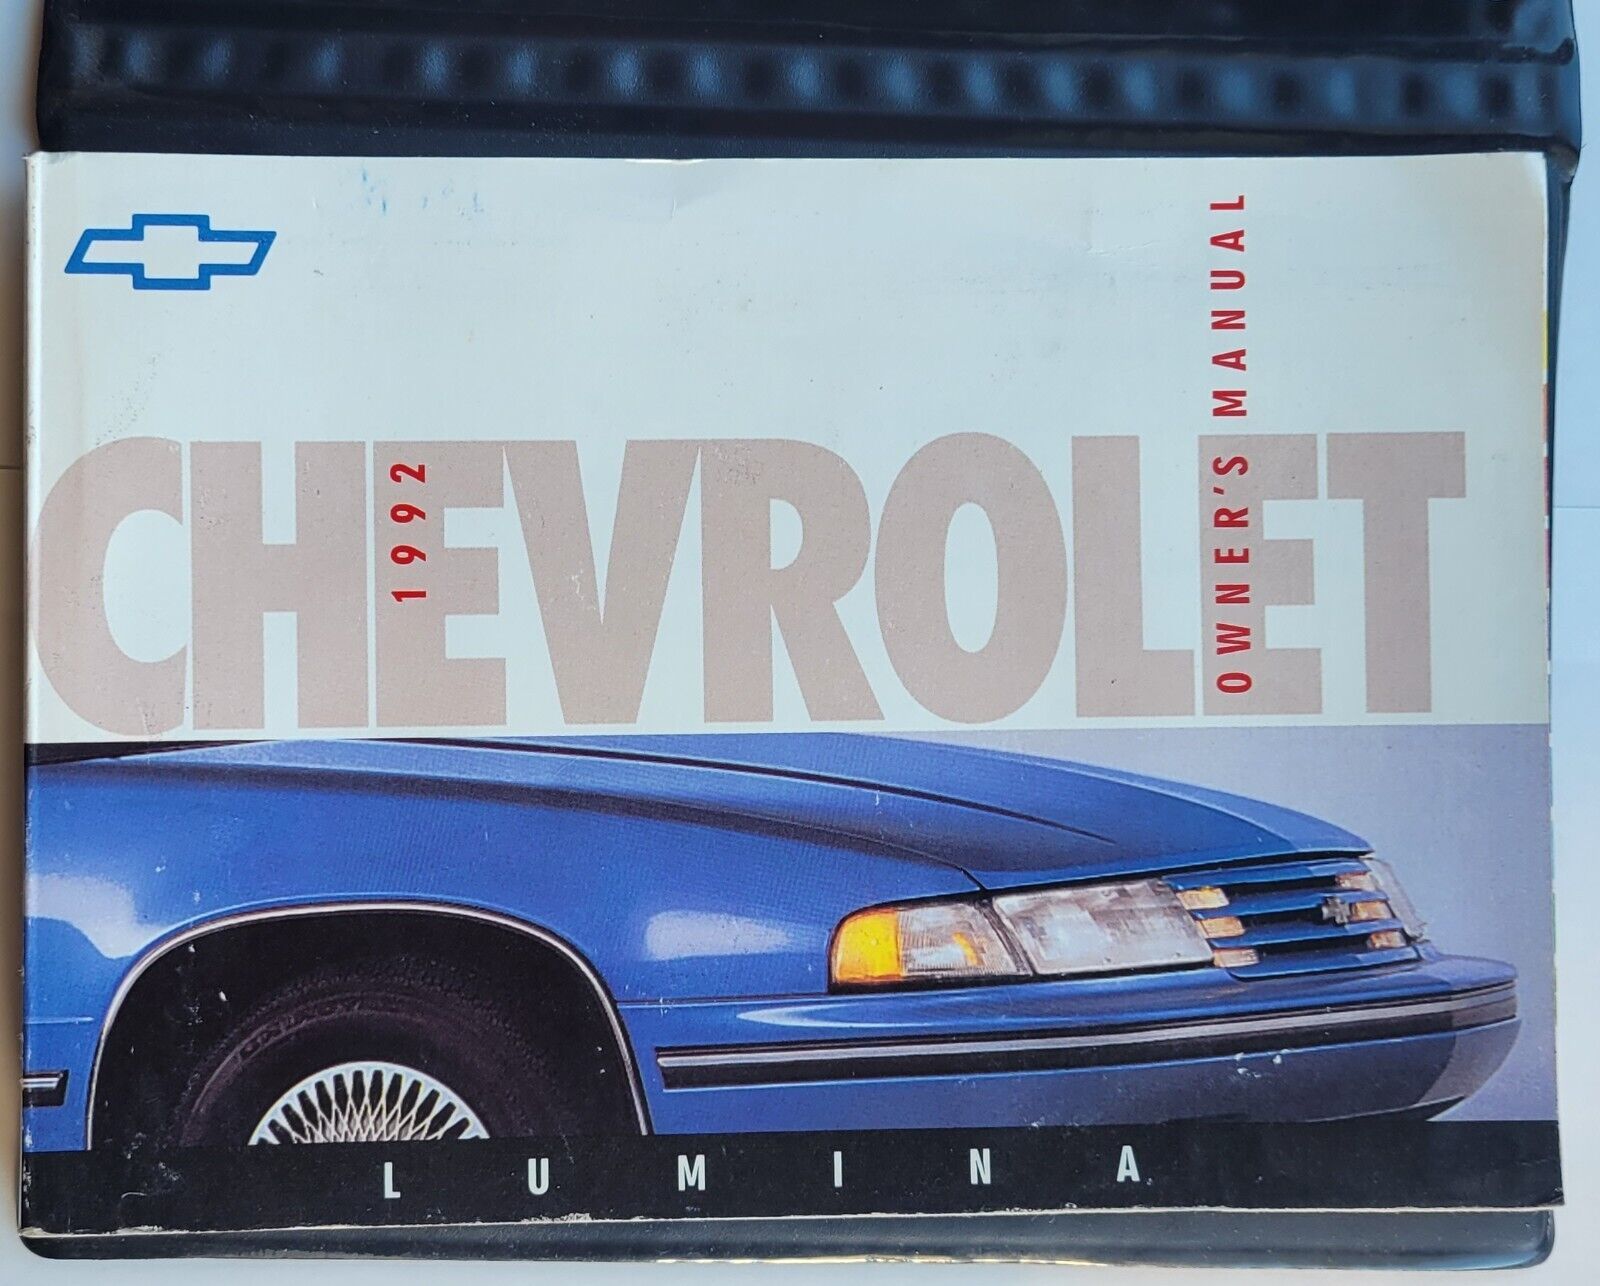 CHEVROLET
1992
OWNER'S MANUAL
LUMINA